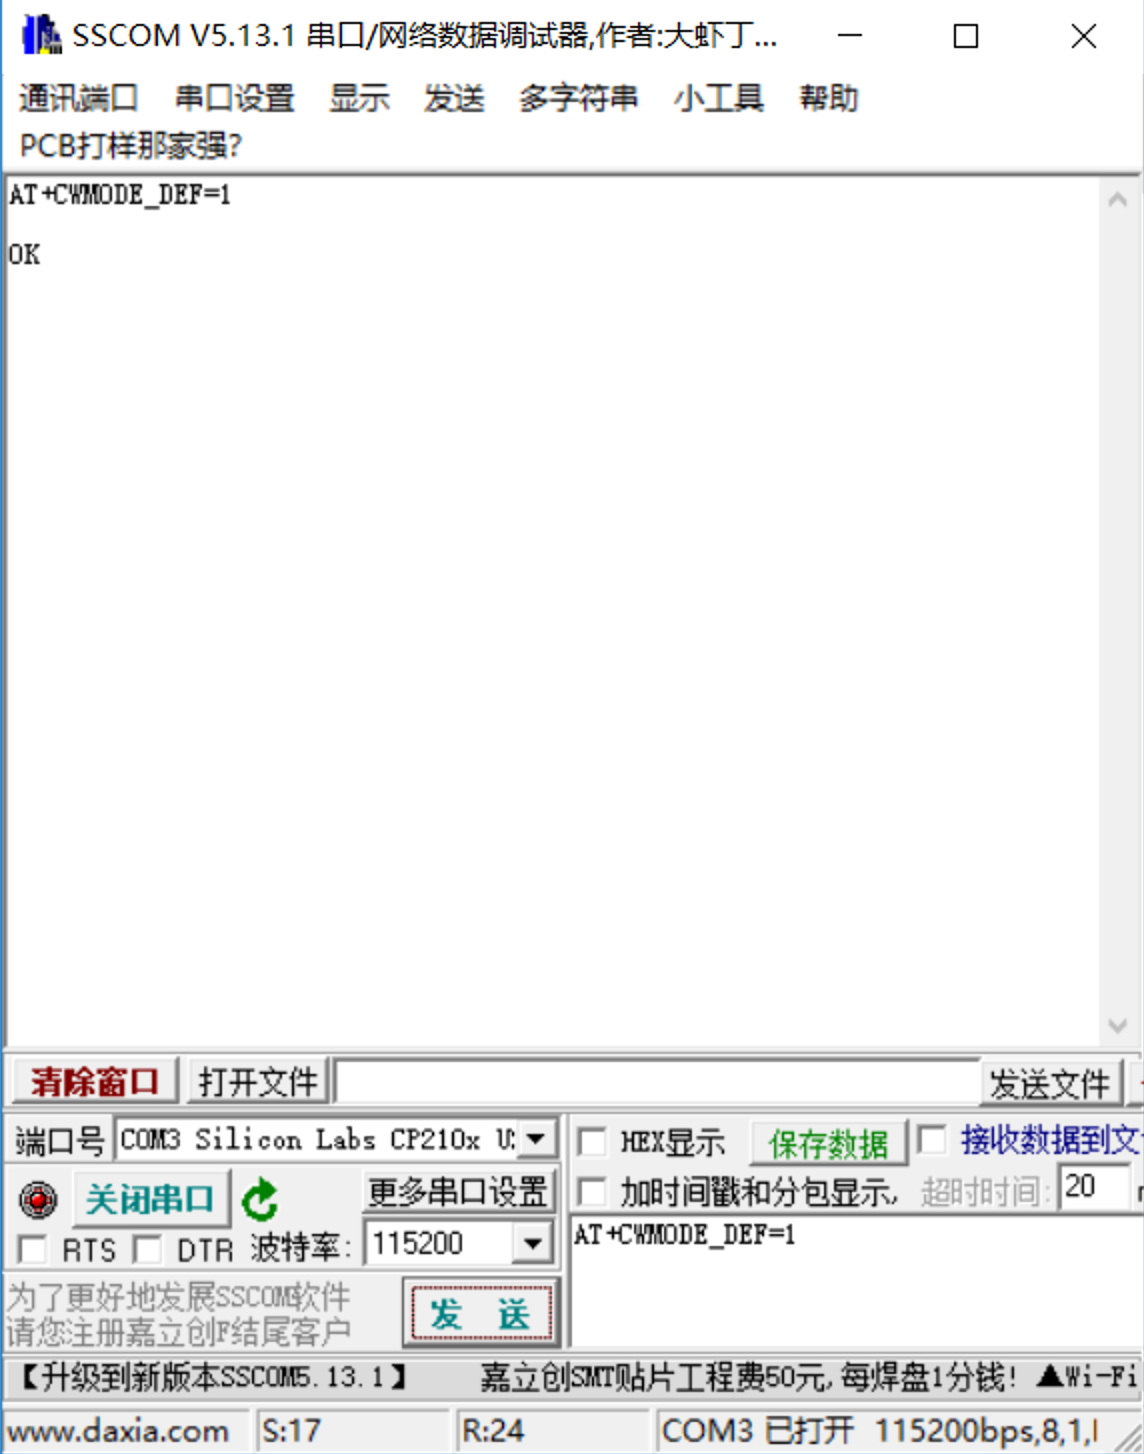 SSCOM V5.13.1 串口/网络数据调试器,作者:大虾丁...
通讯端口 串口设置 显示 发送 多字符串 小工具 帮助
PCB打样那家强?
AT+CWMODE_DEF=1
OK
清除窗口 打开文件 发送文件
端口号 COM3 Silicon Labs CP210x HEX显示 保存数据 接收数据到文
关闭串口 更多串口设置 加时间戳和分包显示, 超时时间: 20
RTS DTR 波特率: 115200
AT+CWMODE_DEF=1
为了更好地发展SSCOM软件
请您注册嘉立创F结尾客户
发 送
【升级到新版本SSCOM5.13.1】 嘉立创SMT贴片工程费50元,每焊盘1分钱! ▲Wi-Fi
www.daxia.com S:17 R:24 COM3 已打开 115200bps,8,1,